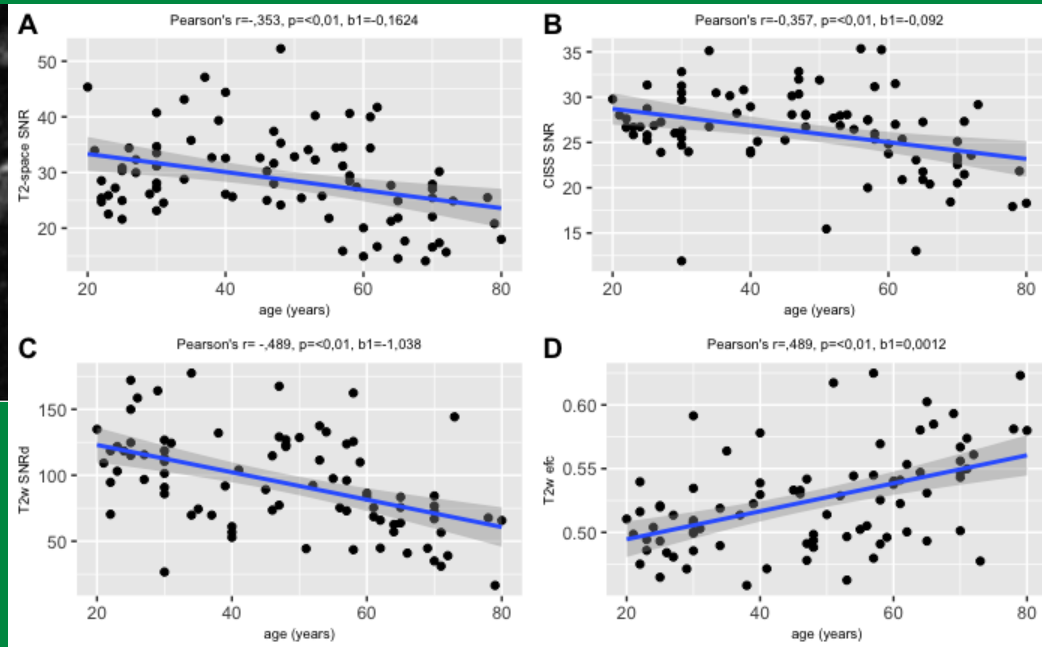 A
Pearson's r=-,353, p=<0,01, b1=-0,1624
50
40
30
20
T2-space SNR
20 40 60 80
age (years)
B
Pearson's r=-0,357, p=<0,01, b1=-0,092
35
30
25
20
15
CISS SNR
20 40 60 80
age (years)
C
Pearson's r= -,489, p=<0,01, b1=-1,038
150
100
50
T2w SNRd
20 40 60 80
age (years)
D
Pearson's r=,489, p=<0,01, b1=0,0012
0.60
0.55
0.50
T2w efc
20 40 60 80
age (years)